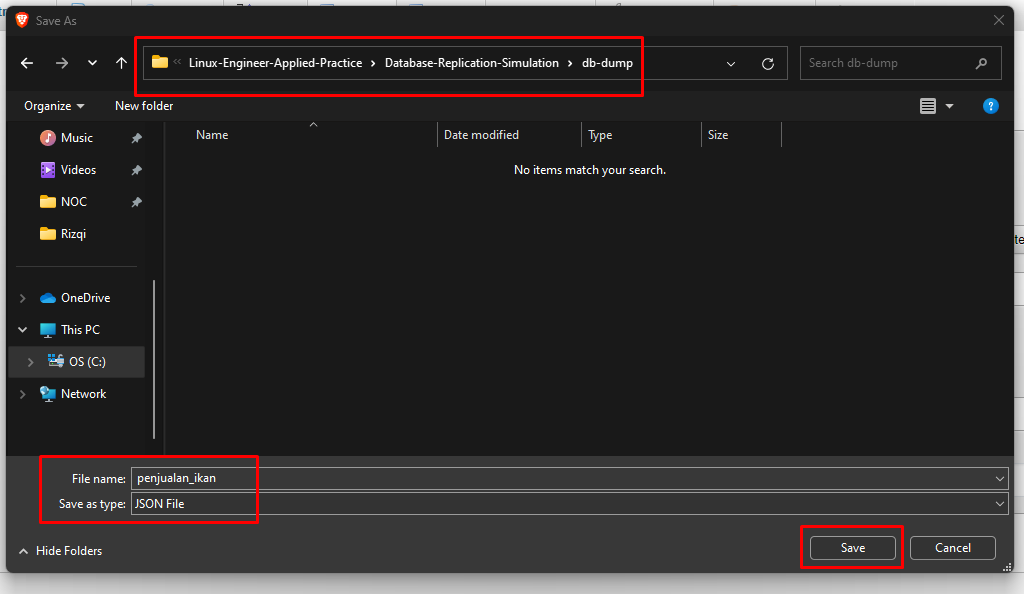 Save As
Linux-Engineer-Applied-Practice > Database-Replication-Simulation > db-dump
Search db-dump
Organize
New folder
Name
Date modified
Type
Size
No items match your search.
Music
Videos
NOC
Rizqi
OneDrive
This PC
OS (C:)
Network
File name: penjualan_ikan
Save as type: JSON File
Hide Folders
Save
Cancel